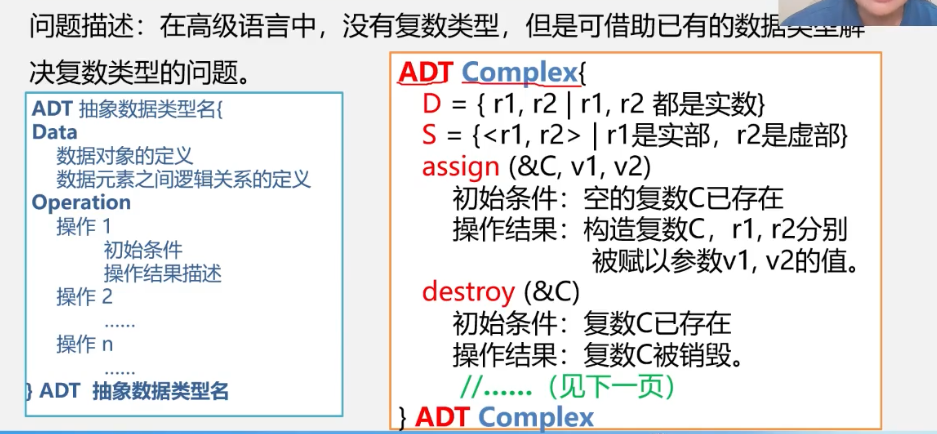 问题描述：在高级语言中，没有复数类型，但是可借助已有的数据类型解
决复数类型的问题。
ADT 抽象数据类型名{
Data
数据对象的定义
数据元素之间逻辑关系的定义
Operation
操作 1
初始条件
操作结果描述
操作 2
……
操作 n
……
} ADT 抽象数据类型名
ADT Complex{
D = { r1, r2 | r1, r2 都是实数}
S = {<r1, r2> | r1是实部，r2是虚部}
assign (&C, v1, v2)
初始条件：空的复数C已存在
操作结果：构造复数C，r1, r2分别
被赋以参数v1, v2的值。
destroy (&C)
初始条件：复数C已存在
操作结果：复数C被销毁。
//……（见下一页）
} ADT Complex